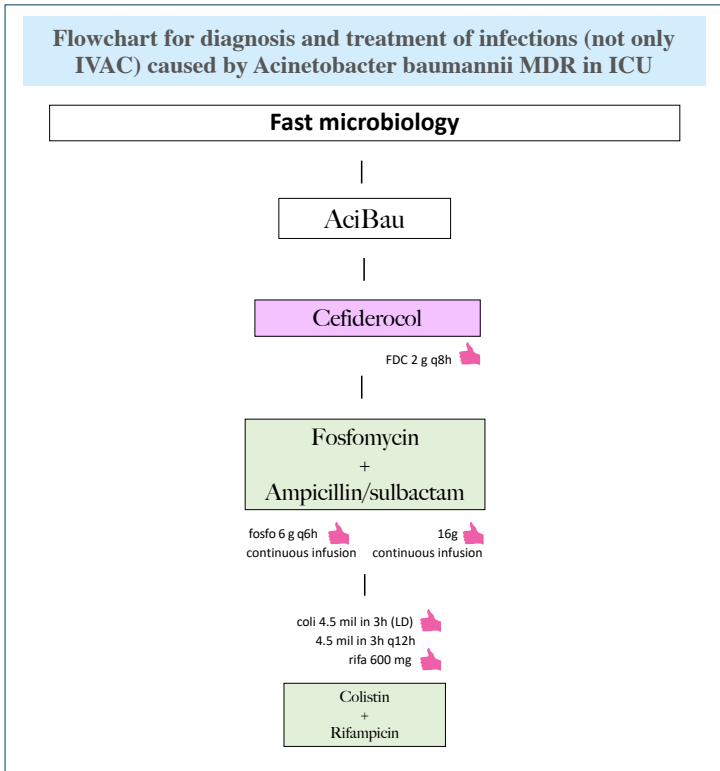 Flowchart for diagnosis and treatment of infections (not only
IVAC) caused by Acinetobacter baumannii MDR in ICU
Fast microbiology
AciBau
Cefiderocol
FDC 2 g q8h
Fosfomycin
+
Ampicillin/sulbactam
fosfo 6 g q6h
continuous infusion
16g
continuous infusion
coli 4.5 mil in 3h (LD)
4.5 mil in 3h q12h
rifa 600 mg
Colistin
+
Rifampicin